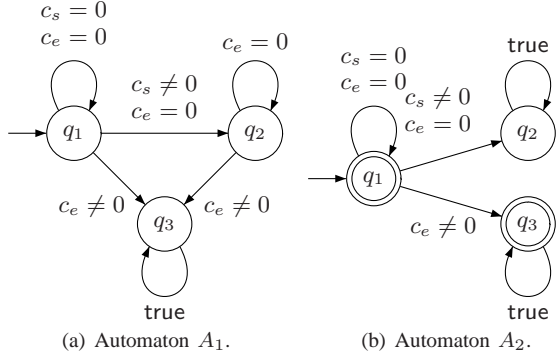 c_s = 0
c_e = 0
c_e = 0
c_s ≠ 0
c_e = 0
q_1
q_2
c_e ≠ 0
c_e ≠ 0
q_3
true
(a) Automaton A_1.
true
c_s = 0
c_e = 0
c_s ≠ 0
c_e = 0
q_2
q_1
c_e ≠ 0
q_3
true
(b) Automaton A_2.